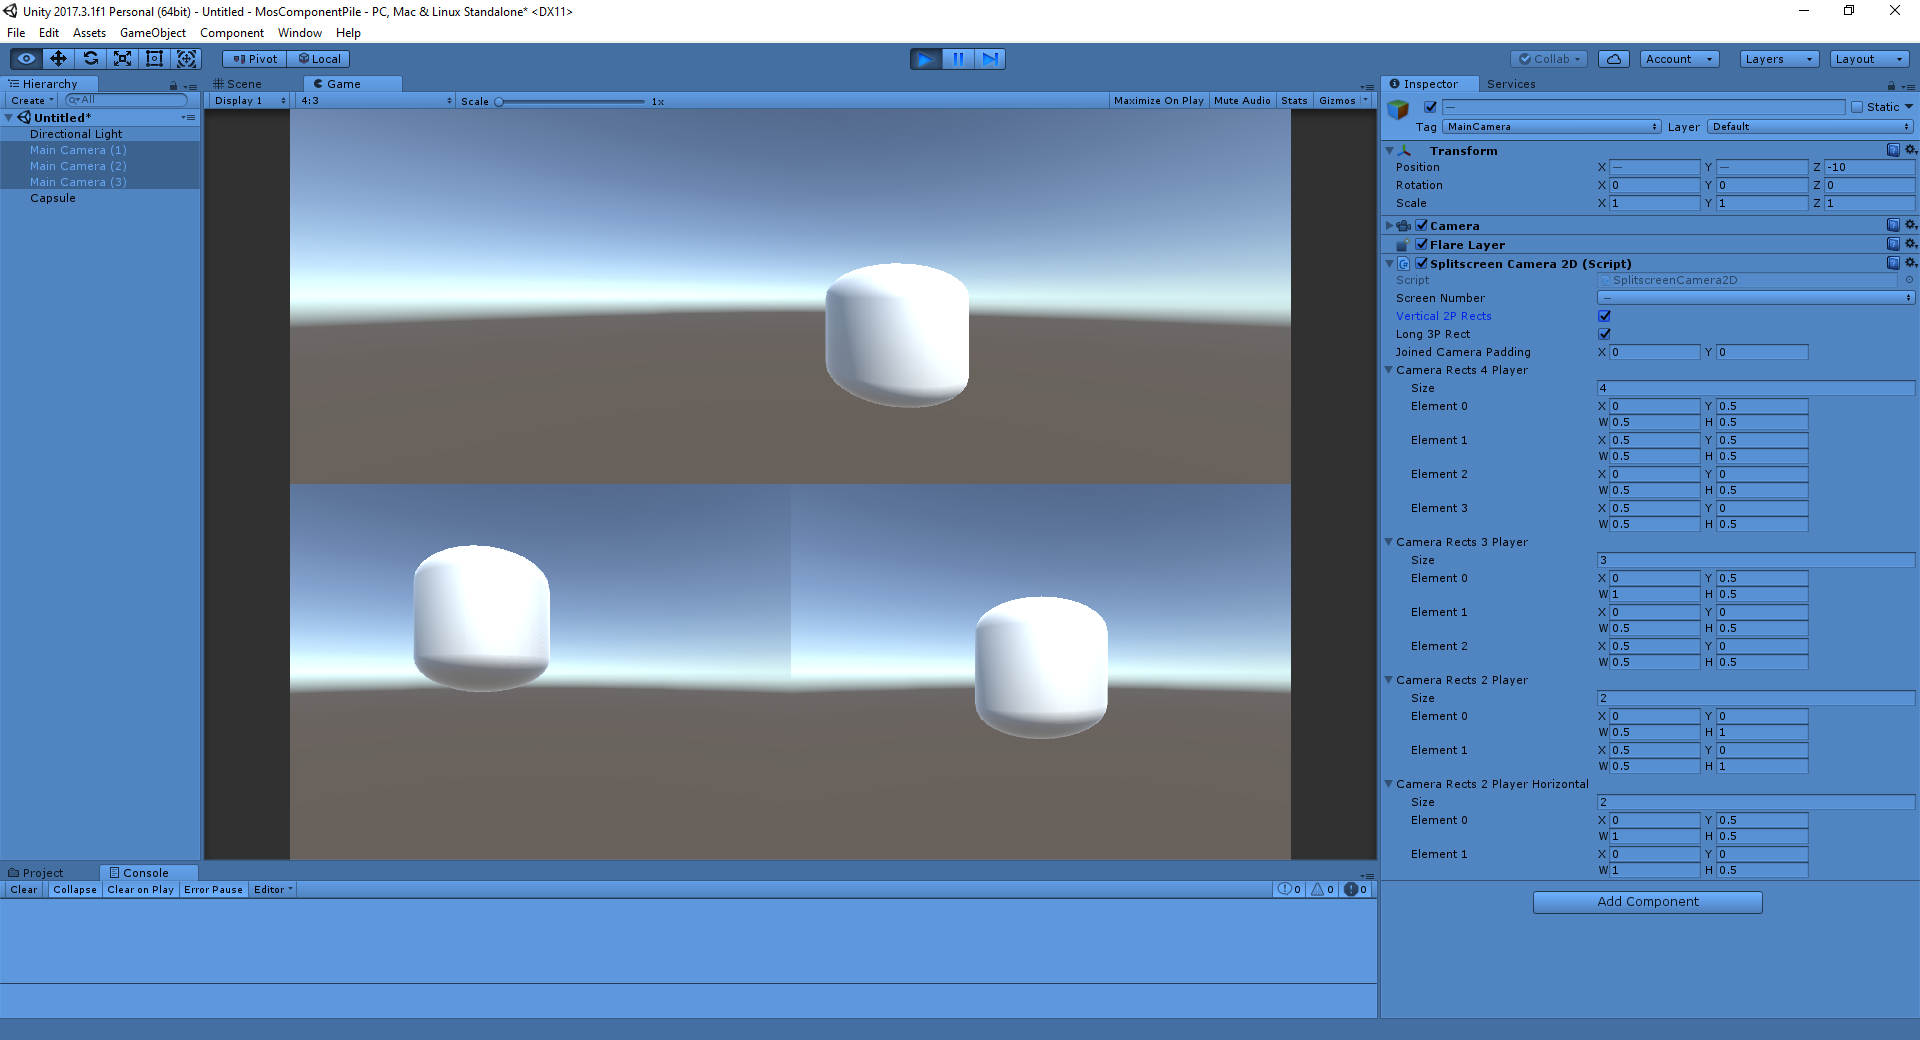 Unity 2017.3.1f1 Personal (64bit) - Untitled - MosComponentPile - PC, Mac & Linux Standalone* <DX11>
File Edit Assets GameObject Component Window Help
Pivot Local Collab Account Layers Layout
Hierarchy Scene Game Inspector Services
Create All Display 1 4:3 Scale 1x Maximize On Play Mute Audio Stats Gizmos
Untitled*
Directional Light
Main Camera (1)
Main Camera (2)
Main Camera (3)
Capsule
— Static
Tag MainCamera Layer Default
Transform
Position X — Y — Z -10
Rotation X 0 Y 0 Z 0
Scale X 1 Y 1 Z 1
Camera
Flare Layer
Splitscreen Camera 2D (Script)
Script SplitscreenCamera2D
Screen Number —
Vertical 2P Rects
Long 3P Rect
Joined Camera Padding X 0 Y 0
Camera Rects 4 Player
Size 4
Element 0 X 0 Y 0.5
W 0.5 H 0.5
Element 1 X 0.5 Y 0.5
W 0.5 H 0.5
Element 2 X 0 Y 0
W 0.5 H 0.5
Element 3 X 0.5 Y 0
W 0.5 H 0.5
Camera Rects 3 Player
Size 3
Element 0 X 0 Y 0.5
W 1 H 0.5
Element 1 X 0 Y 0
W 0.5 H 0.5
Element 2 X 0.5 Y 0
W 0.5 H 0.5
Camera Rects 2 Player
Size 2
Element 0 X 0 Y 0
W 0.5 H 1
Element 1 X 0.5 Y 0
W 0.5 H 1
Camera Rects 2 Player Horizontal
Size 2
Element 0 X 0 Y 0.5
W 1 H 0.5
Element 1 X 0 Y 0
W 1 H 0.5
Add Component
Project Console
Clear Collapse Clear on Play Error Pause Editor 0 0 0